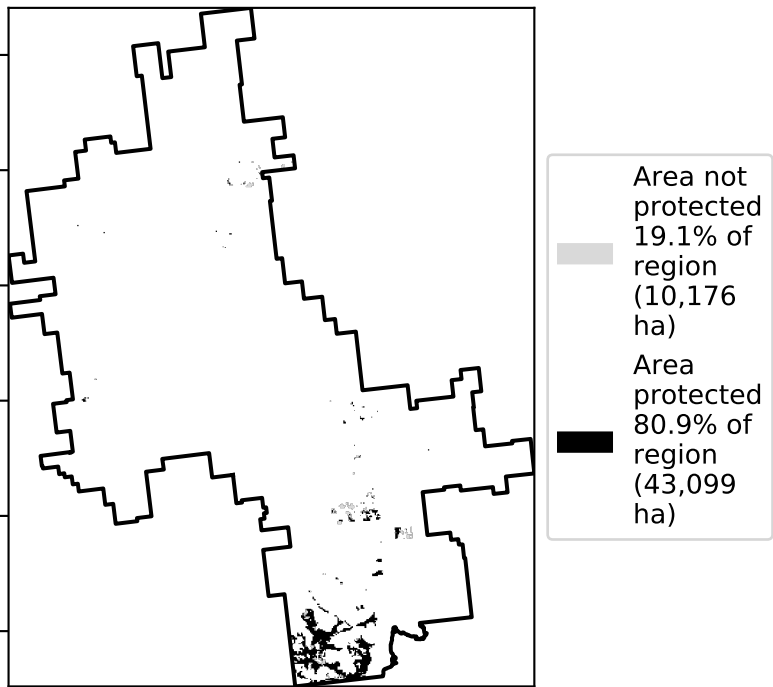 Area not
protected
19.1% of
region
(10,176
ha)
Area
protected
80.9% of
region
(43,099
ha)